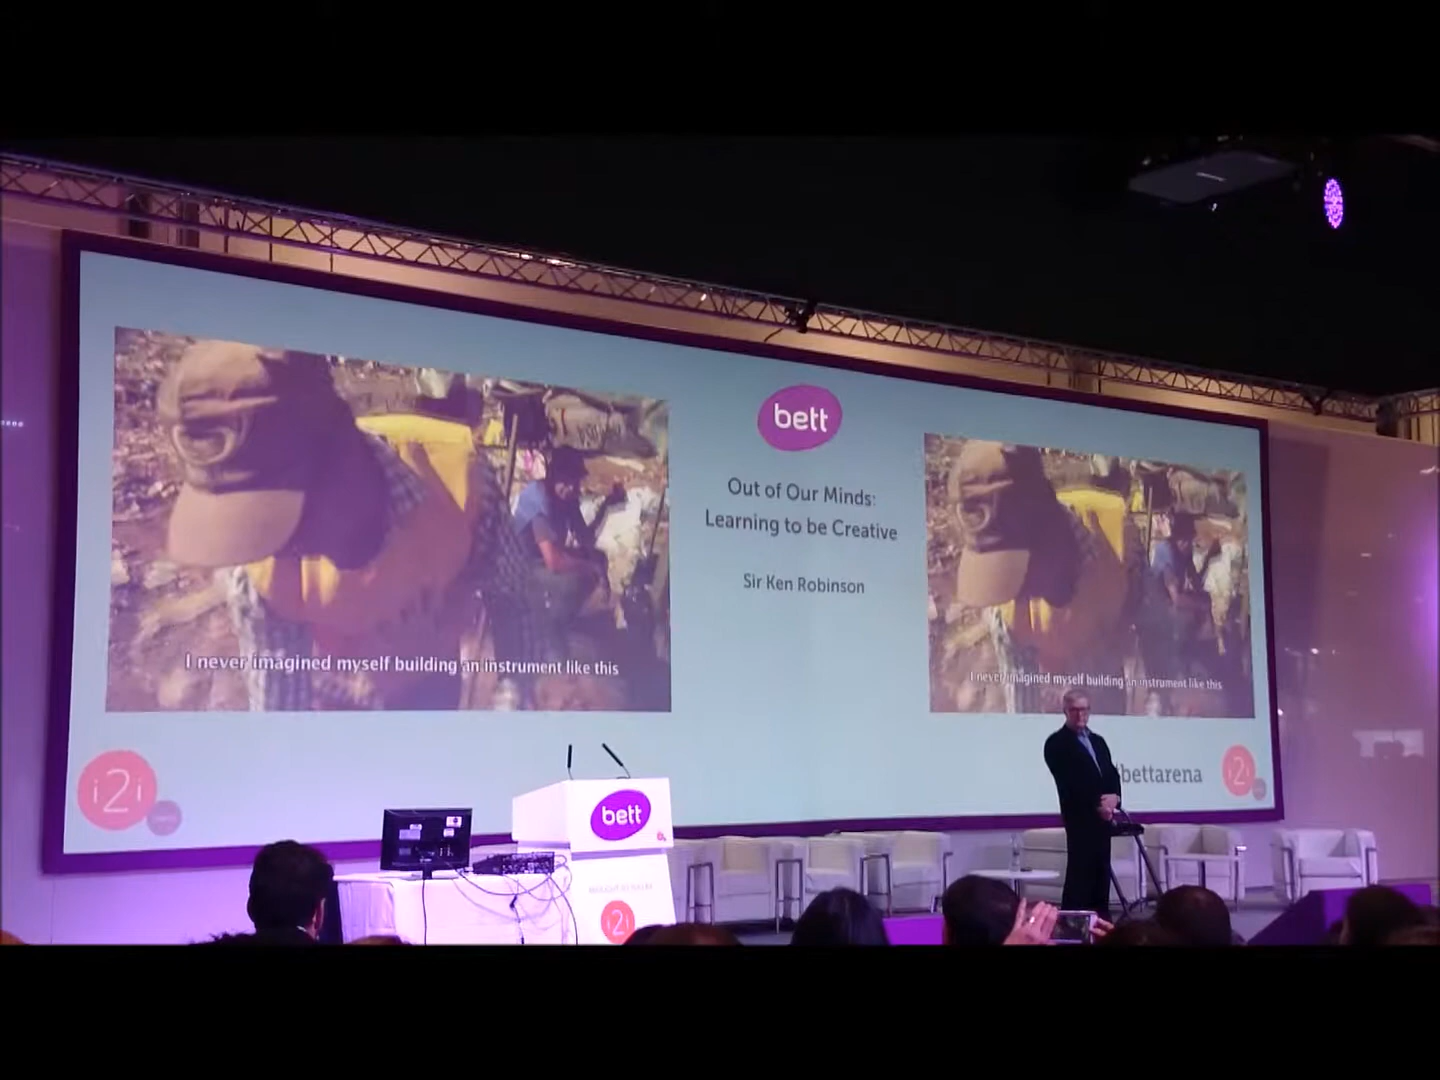 bett
Out of Our Minds:
Learning to be Creative
Sir Ken Robinson
I never imagined myself building an instrument like this
I never imagined myself building an instrument like this
i2i
bettarena
i2i
bett
i2i